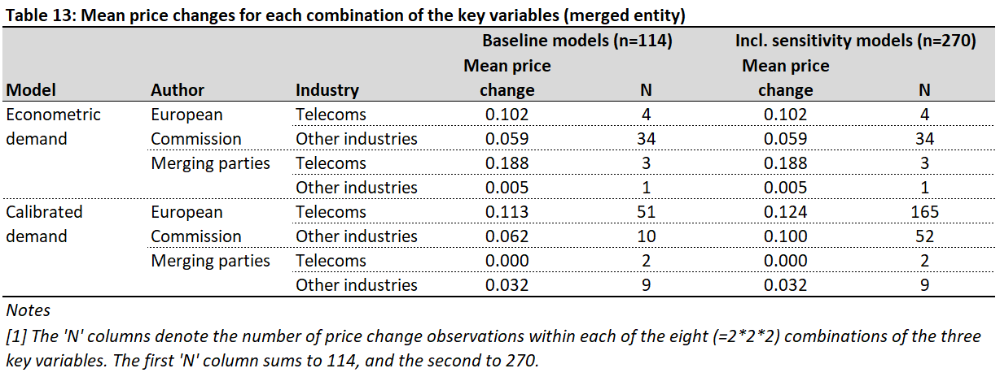 Table 13: Mean price changes for each combination of the key variables (merged entity)
Baseline models (n=114) Incl. sensitivity models (n=270)
Mean price Mean price
Model Author Industry change N change N
Econometric European Telecoms 0.102 4 0.102 4
demand Commission Other industries 0.059 34 0.059 34
Merging parties Telecoms 0.188 3 0.188 3
Other industries 0.005 1 0.005 1
Calibrated European Telecoms 0.113 51 0.124 165
demand Commission Other industries 0.062 10 0.100 52
Merging parties Telecoms 0.000 2 0.000 2
Other industries 0.032 9 0.032 9
Notes
[1] The 'N' columns denote the number of price change observations within each of the eight (=2*2*2) combinations of the three
key variables. The first 'N' column sums to 114, and the second to 270.